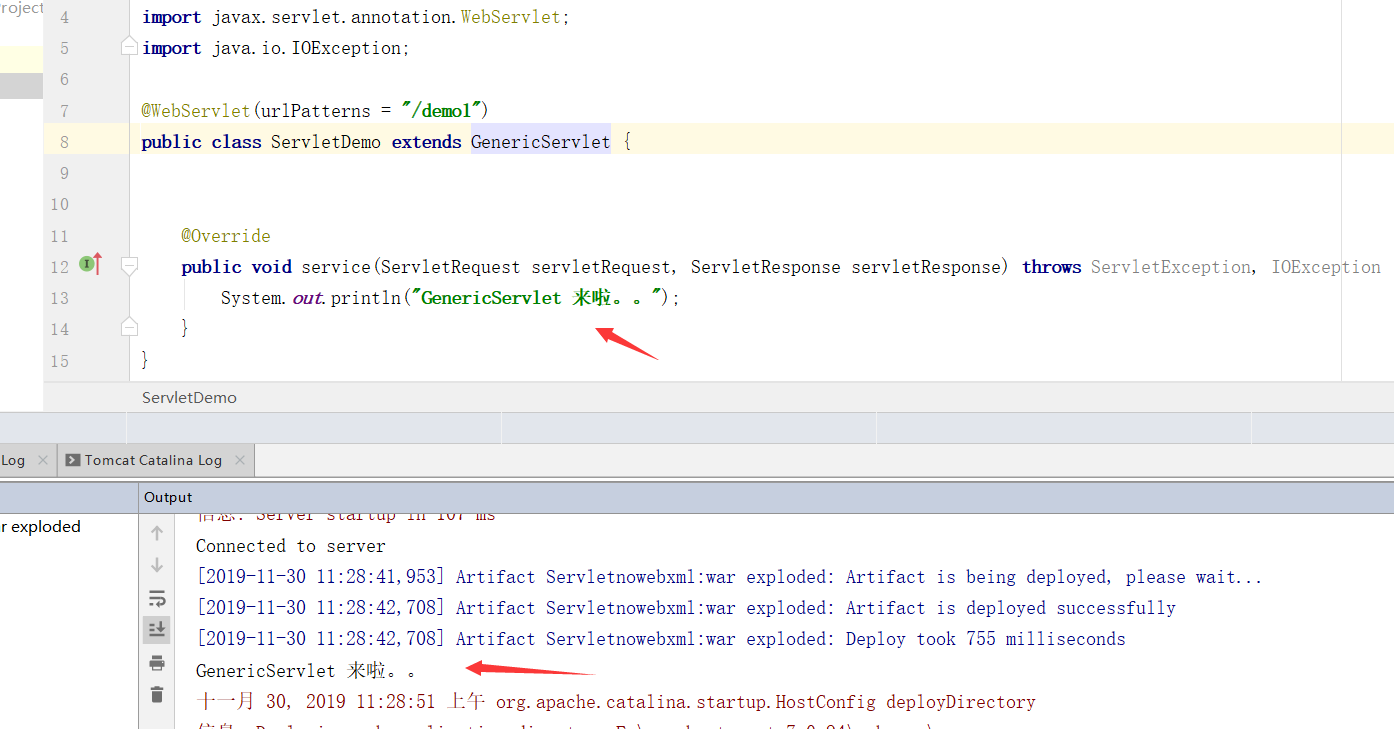 roject
4 import javax.servlet.annotation.WebServlet;
5 import java.io.IOException;
6
7 @WebServlet(urlPatterns = "/demo1")
8 public class ServletDemo extends GenericServlet {
9
10
11 @Override
12 public void service(ServletRequest servletRequest, ServletResponse servletResponse) throws ServletException, IOException
13 System.out.println("GenericServlet 来啦。。");
14 }
15 }
ServletDemo
Log Tomcat Catalina Log
Output
r exploded
信息: Server startup in 107 ms
Connected to server
[2019-11-30 11:28:41,953] Artifact Servletnowebxml:war exploded: Artifact is being deployed, please wait...
[2019-11-30 11:28:42,708] Artifact Servletnowebxml:war exploded: Artifact is deployed successfully
[2019-11-30 11:28:42,708] Artifact Servletnowebxml:war exploded: Deploy took 755 milliseconds
GenericServlet 来啦。。
十一月 30, 2019 11:28:51 上午 org.apache.catalina.startup.HostConfig deployDirectory